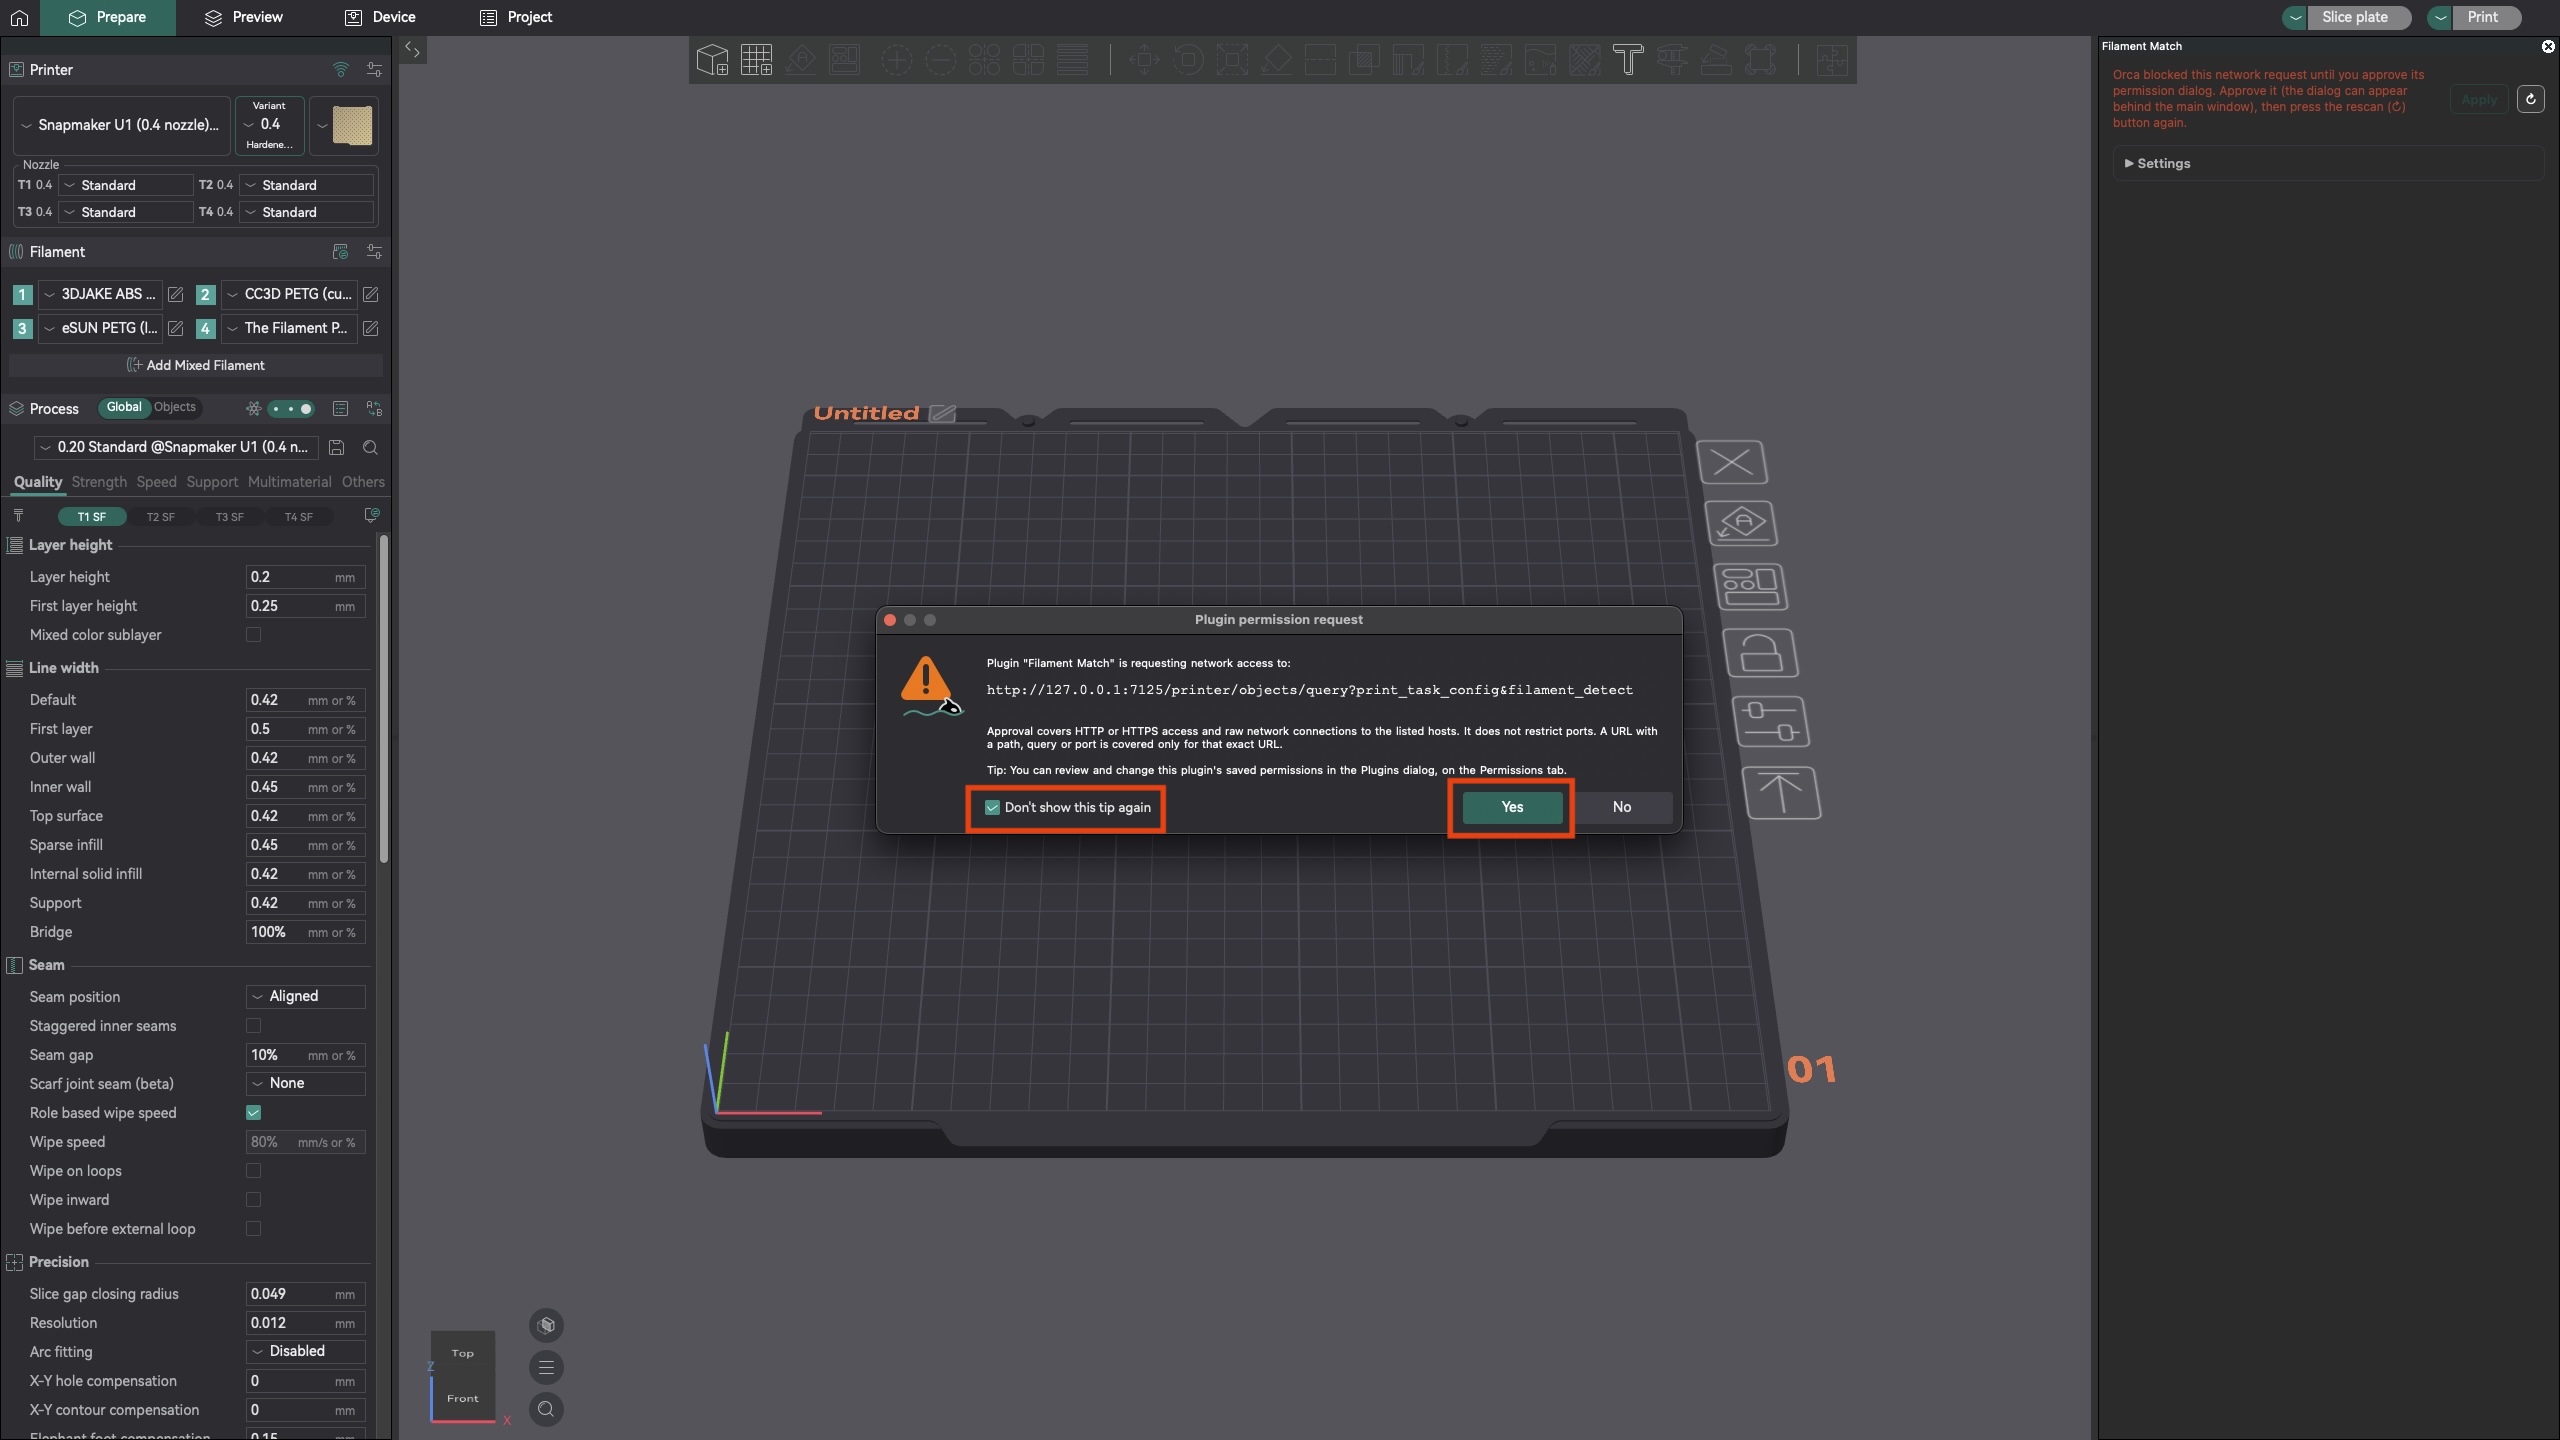 Prepare
Preview
Device
Project
Slice plate
Print
Printer
Snapmaker U1 (0.4 nozzle)...
Variant
0.4
Hardene...
Nozzle
T1 0.4 Standard T2 0.4 Standard
T3 0.4 Standard T4 0.4 Standard
Filament
1 3DJAKE ABS ... 2 CC3D PETG (cu...
3 eSUN PETG (l... 4 The Filament P...
Add Mixed Filament
Process Global Objects
0.20 Standard @Snapmaker U1 (0.4 n...
Quality Strength Speed Support Multimaterial Others
T1 SF T2 SF T3 SF T4 SF
Layer height
Layer height 0.2 mm
First layer height 0.25 mm
Mixed color sublayer
Line width
Default 0.42 mm or %
First layer 0.5 mm or %
Outer wall 0.42 mm or %
Inner wall 0.45 mm or %
Top surface 0.42 mm or %
Sparse infill 0.45 mm or %
Internal solid infill 0.42 mm or %
Support 0.42 mm or %
Bridge 100% mm or %
Seam
Seam position Aligned
Staggered inner seams
Seam gap 10% mm or %
Scarf joint seam (beta) None
Role based wipe speed
Wipe speed 80% mm/s or %
Wipe on loops
Wipe inward
Wipe before external loop
Precision
Slice gap closing radius 0.049 mm
Resolution 0.012 mm
Arc fitting Disabled
X-Y hole compensation 0 mm
X-Y contour compensation 0 mm
Elephant foot compensation 0.15 mm
Untitled
01
Top
Front
Z
X
Plugin permission request
Plugin "Filament Match" is requesting network access to:
http://127.0.0.1:7125/printer/objects/query?print_task_config&filament_detect
Approval covers HTTP or HTTPS access and raw network connections to the listed hosts. It does not restrict ports. A URL with
a path, query or port is covered only for that exact URL.
Tip: You can review and change this plugin's saved permissions in the Plugins dialog, on the Permissions tab.
Don't show this tip again
Yes
No
Filament Match
Orca blocked this network request until you approve its
permission dialog. Approve it (the dialog can appear
behind the main window), then press the rescan (↻)
button again.
Apply
Settings